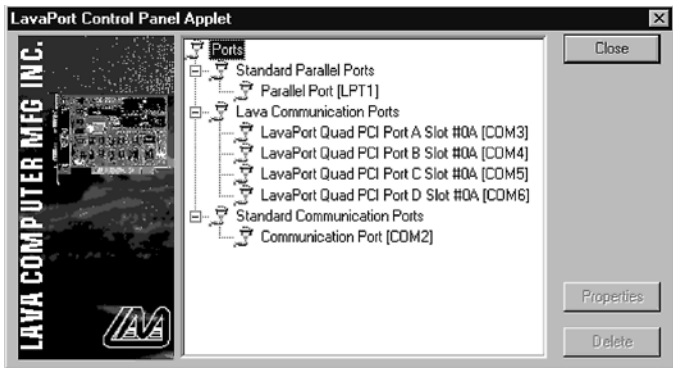 LavaPort Control Panel Applet
LAVA COMPUTER MFG INC.
LAVA
Ports
Standard Parallel Ports
Parallel Port [LPT1]
Lava Communication Ports
LavaPort Quad PCI Port A Slot #0A [COM3]
LavaPort Quad PCI Port B Slot #0A [COM4]
LavaPort Quad PCI Port C Slot #0A [COM5]
LavaPort Quad PCI Port D Slot #0A [COM6]
Standard Communication Ports
Communication Port [COM2]
Close
Properties
Delete